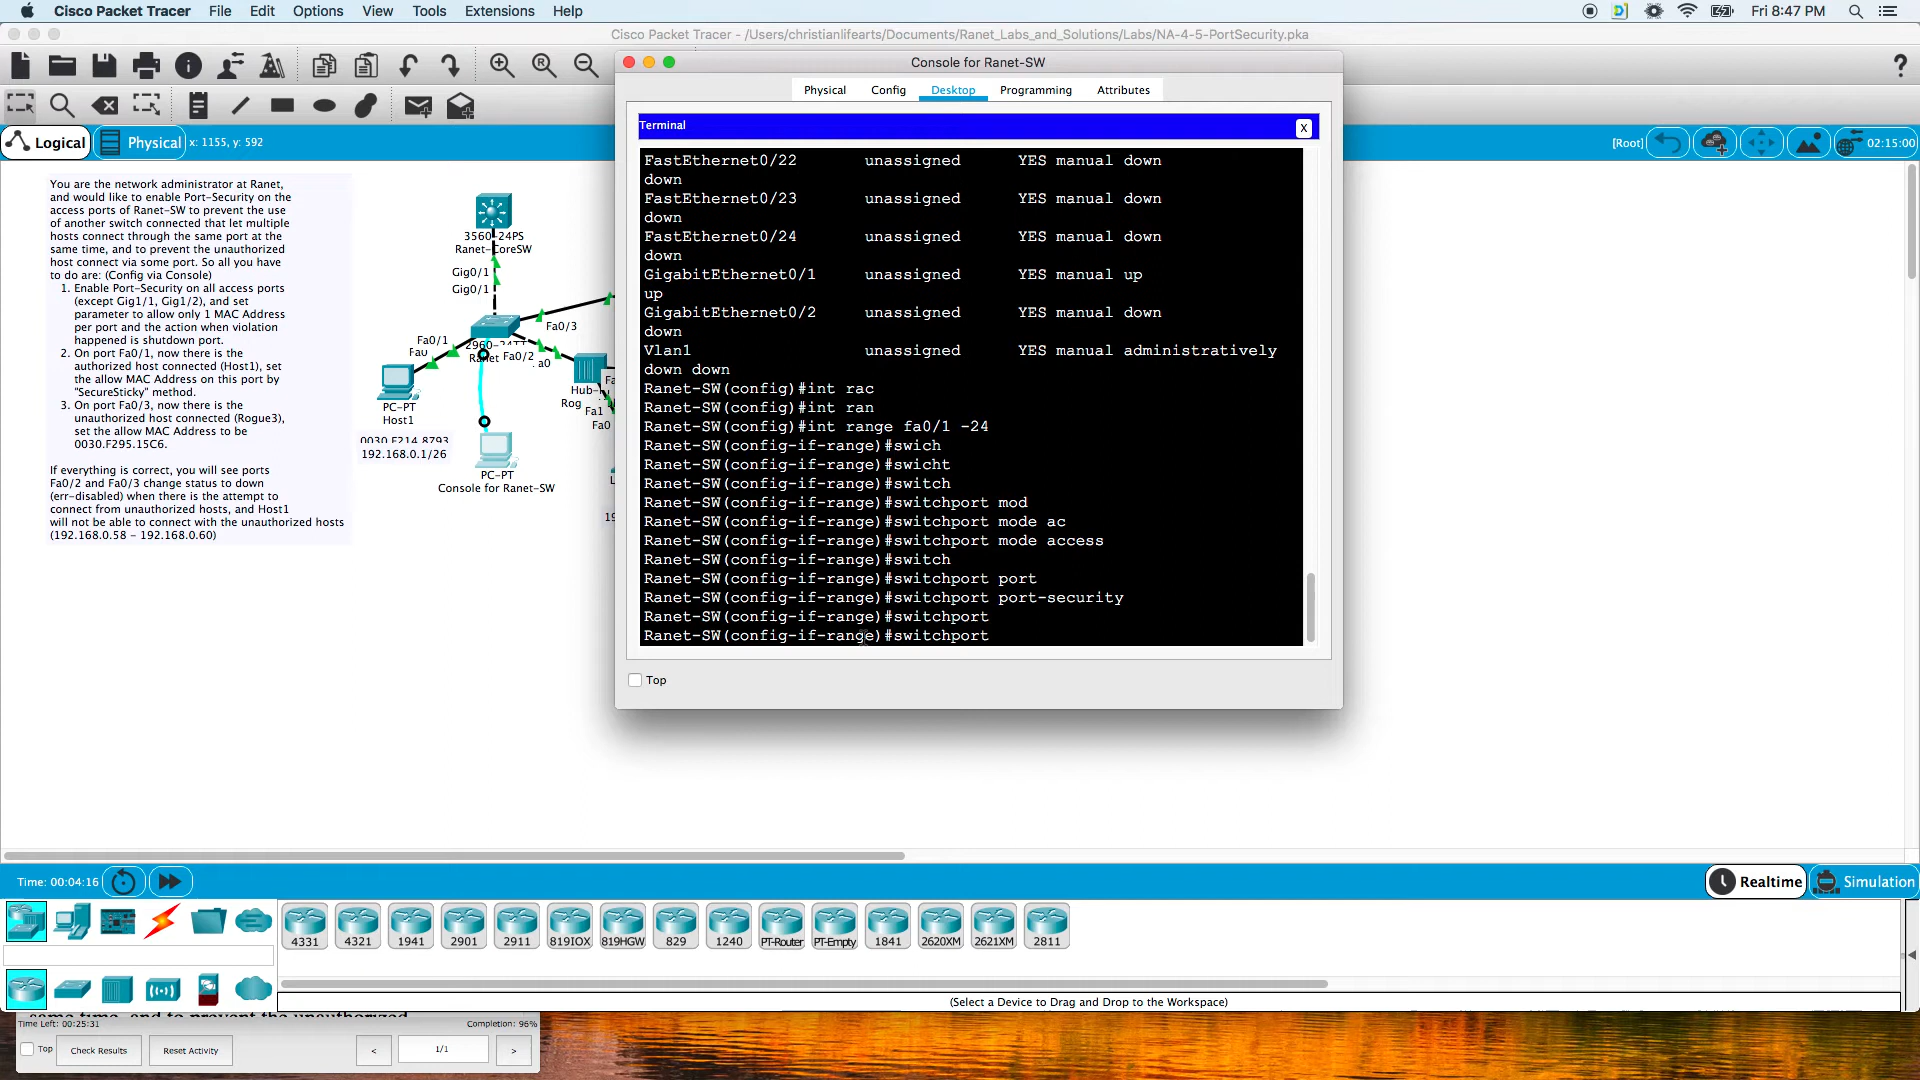 Cisco Packet Tracer File Edit Options View Tools Extensions Help Fri 8:47 PM
Cisco Packet Tracer - /Users/christianlifearts/Documents/Ranet_Labs_and_Solutions/Labs/NA-4-5-PortSecurity.pka
Console for Ranet-SW
Physical Config Desktop Programming Attributes
Terminal
X
Logical
Physical
x: 1155, y: 592
[Root]
02:15:00
You are the network administrator at Ranet,
and would like to enable Port-Security on the
access ports of Ranet-SW to prevent the use
of another switch connected that let multiple
hosts connect through the same port at the
same time, and to prevent the unauthorized
host connect via some port. So all you have
to do are: (Config via Console)
1. Enable Port-Security on all access ports
(except Gig1/1, Gig1/2), and set
parameter to allow only 1 MAC Address
per port and the action when violation
happened is shutdown port.
2. On port Fa0/1, now there is the
authorized host connected (Host1), set
the allow MAC Address on this port by
"SecureSticky" method.
3. On port Fa0/3, now there is the
unauthorized host connected (Rogue3),
set the allow MAC Address to be
0030.F295.15C6.
If everything is correct, you will see ports
Fa0/2 and Fa0/3 change status to down
(err-disabled) when there is the attempt to
connect from unauthorized hosts, and Host1
will not be able to connect with the unauthorized hosts
(192.168.0.58 - 192.168.0.60)
3560-24PS
Ranet-CoreSW
Gig0/1
Gig0/1
Fa0/3
Fa0/1
Fa0/2
Hub-
Rog
Fa1
Fa0
PC-PT
Host1
0030.F214.8793
192.168.0.1/26
PC-PT
Console for Ranet-SW
FastEthernet0/22 unassigned YES manual down
down
FastEthernet0/23 unassigned YES manual down
down
FastEthernet0/24 unassigned YES manual down
down
GigabitEthernet0/1 unassigned YES manual up
up
GigabitEthernet0/2 unassigned YES manual down
down
Vlan1 unassigned YES manual administratively
down down
Ranet-SW(config)#int rac
Ranet-SW(config)#int ran
Ranet-SW(config)#int range fa0/1 -24
Ranet-SW(config-if-range)#swich
Ranet-SW(config-if-range)#swicht
Ranet-SW(config-if-range)#switch
Ranet-SW(config-if-range)#switchport mod
Ranet-SW(config-if-range)#switchport mode ac
Ranet-SW(config-if-range)#switchport mode access
Ranet-SW(config-if-range)#switch
Ranet-SW(config-if-range)#switchport port
Ranet-SW(config-if-range)#switchport port-security
Ranet-SW(config-if-range)#switchport
Ranet-SW(config-if-range)#switchport
Top
Time: 00:04:16
Realtime
Simulation
4331 4321 1941 2901 2911 819IOX 819HGW 829 1240 PT-Router PT-Empty 1841 2620XM 2621XM 2811
(Select a Device to Drag and Drop to the Workspace)
Time Left: 00:25:31
Completion: 96%
Top
Check Results
Reset Activity
<
1/1
>